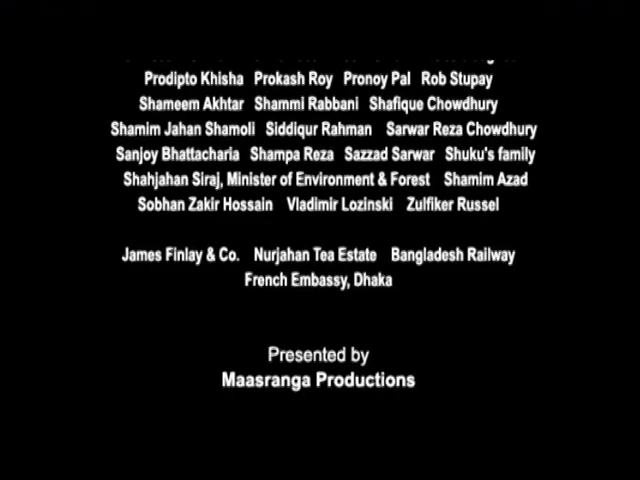 Prodipto Khisha Prokash Roy Pronoy Pal Rob Stupay
Shameem Akhtar Shammi Rabbani Shafique Chowdhury
Shamim Jahan Shamoli Siddiqur Rahman Sarwar Reza Chowdhury
Sanjoy Bhattacharia Shampa Reza Sazzad Sarwar Shuku's family
Shahjahan Siraj, Minister of Environment & Forest Shamim Azad
Sobhan Zakir Hossain Vladimir Lozinski Zulfiker Russel
James Finlay & Co. Nurjahan Tea Estate Bangladesh Railway
French Embassy, Dhaka
Presented by
Maasranga Productions